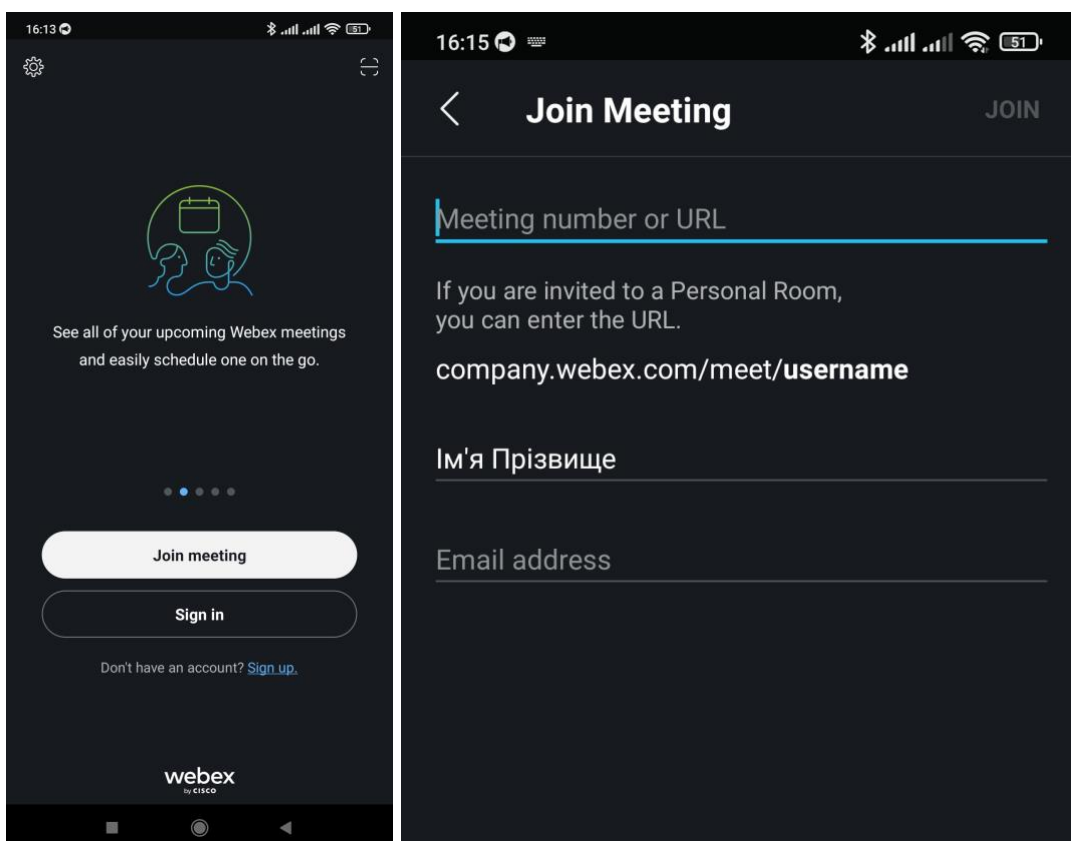 16:13
51
See all of your upcoming Webex meetings
and easily schedule one on the go.
Join meeting
Sign in
Don't have an account? Sign up.
webex
by CISCO
16:15
51
Join Meeting
JOIN
Meeting number or URL
If you are invited to a Personal Room,
you can enter the URL.
company.webex.com/meet/username
Ім'я Прізвище
Email address